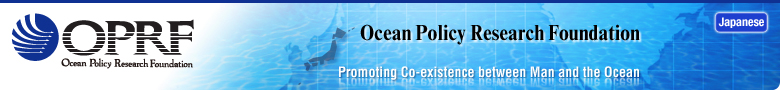 OPRF
Ocean Policy Research Foundation
Ocean Policy Research Foundation
Promoting Co-existence between Man and the Ocean
Japanese